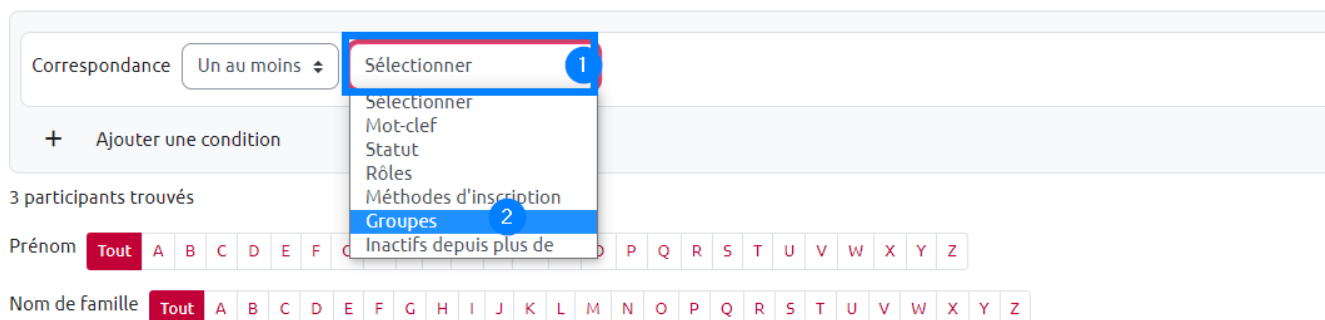 Correspondance Un au moins Sélectionner 1
Sélectionner
Mot-clef
Statut
Rôles
Méthodes d'inscription
Groupes 2
Inactifs depuis plus de
+ Ajouter une condition
3 participants trouvés
Prénom Tout A B C D E F P Q R S T U V W X Y Z
Nom de famille Tout A B C D E F G H I J K L M N O P Q R S T U V W X Y Z